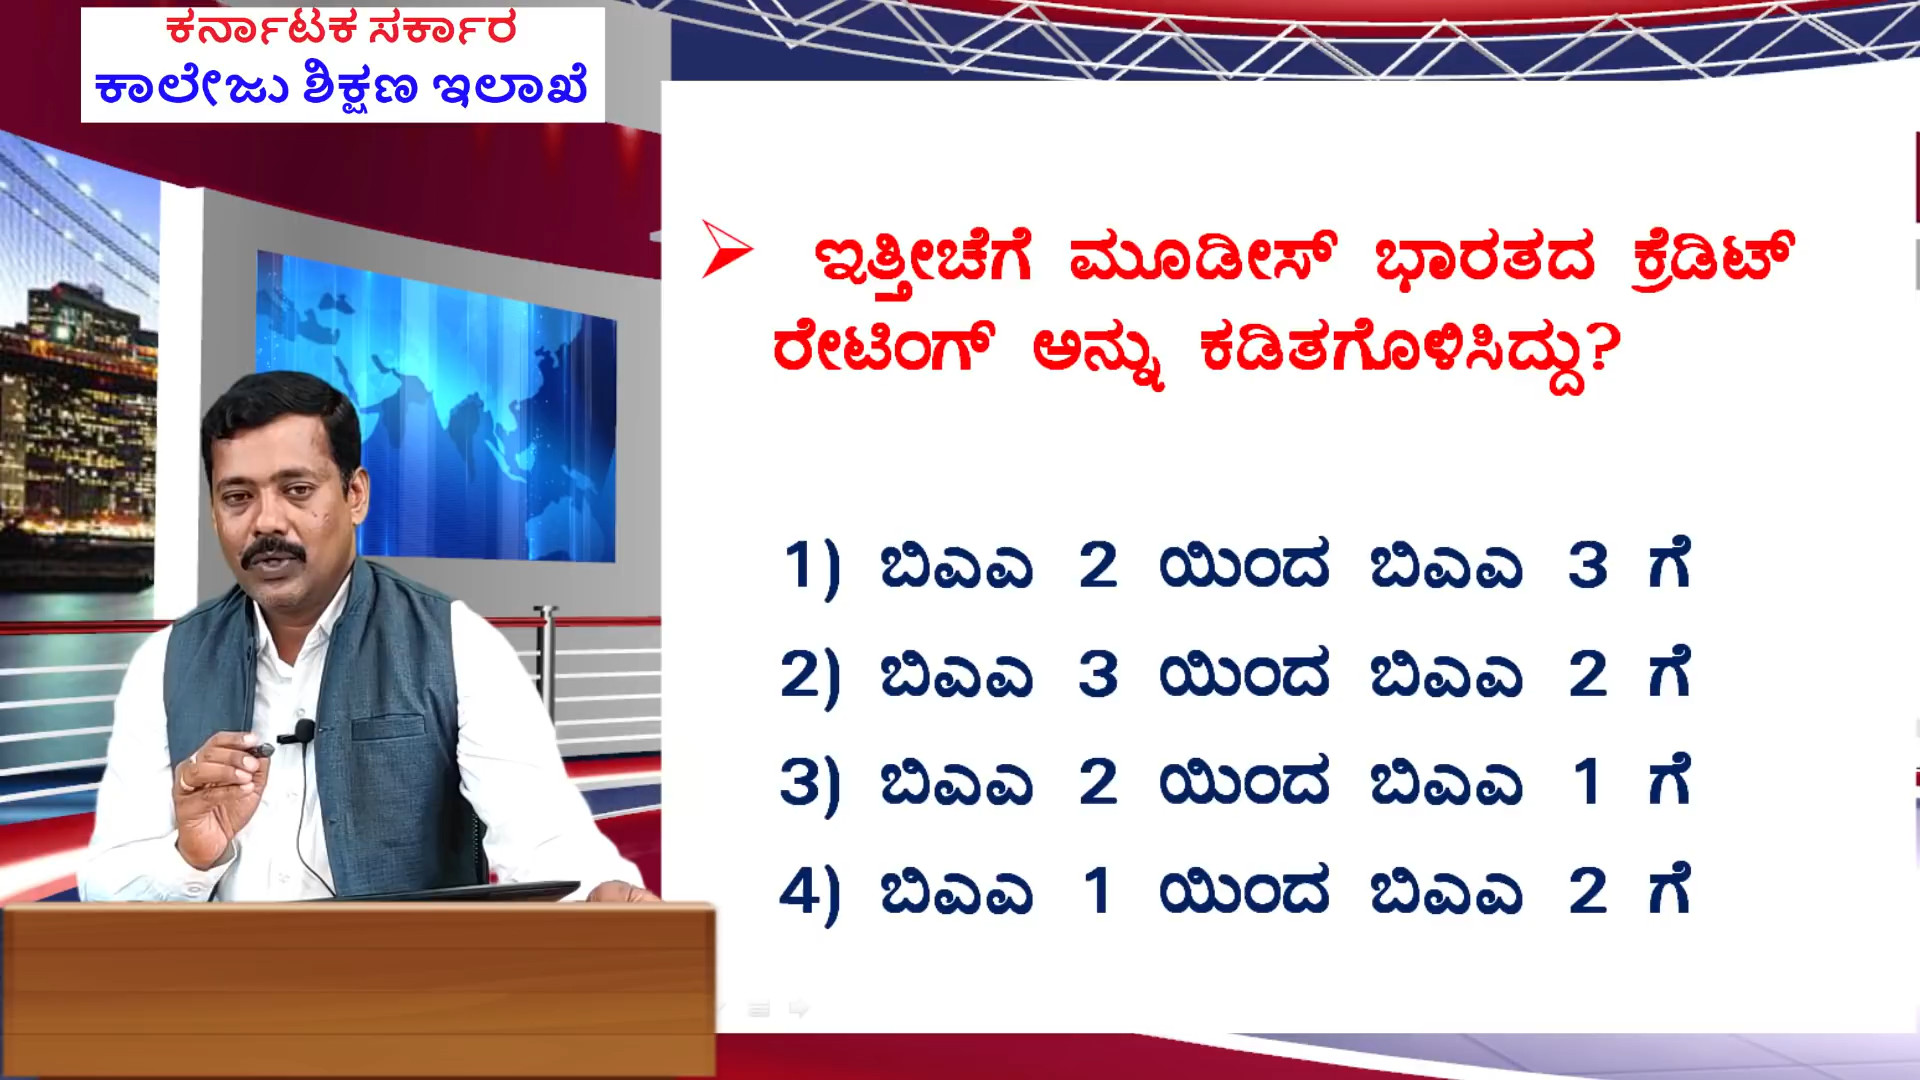 ಕರ್ನಾಟಕ ಸರ್ಕಾರ
ಕಾಲೇಜು ಶಿಕ್ಷಣ ಇಲಾಖೆ
ಇತ್ತೀಚೆಗೆ ಮೂಡೀಸ್ ಭಾರತದ ಕ್ರೆಡಿಟ್
ರೇಟಿಂಗ್ ಅನ್ನು ಕಡಿತಗೊಳಿಸಿದ್ದು?
1) ಬಿಎಎ 2 ಯಿಂದ ಬಿಎಎ 3 ಗೆ
2) ಬಿಎಎ 3 ಯಿಂದ ಬಿಎಎ 2 ಗೆ
3) ಬಿಎಎ 2 ಯಿಂದ ಬಿಎಎ 1 ಗೆ
4) ಬಿಎಎ 1 ಯಿಂದ ಬಿಎಎ 2 ಗೆ